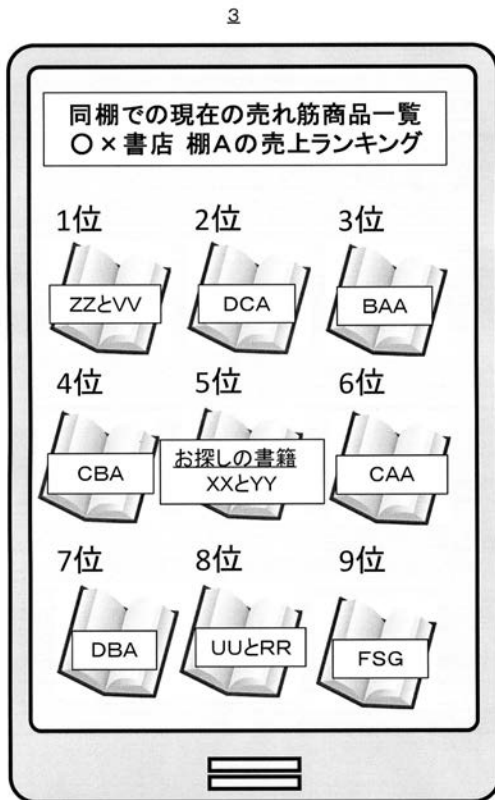 3
同棚での現在の売れ筋商品一覧
○×書店 棚Aの売上ランキング
1位 2位 3位
ZZとVV DCA BAA
4位 5位 6位
お探しの書籍
CBA XXとYY CAA
7位 8位 9位
DBA UUとRR FSG